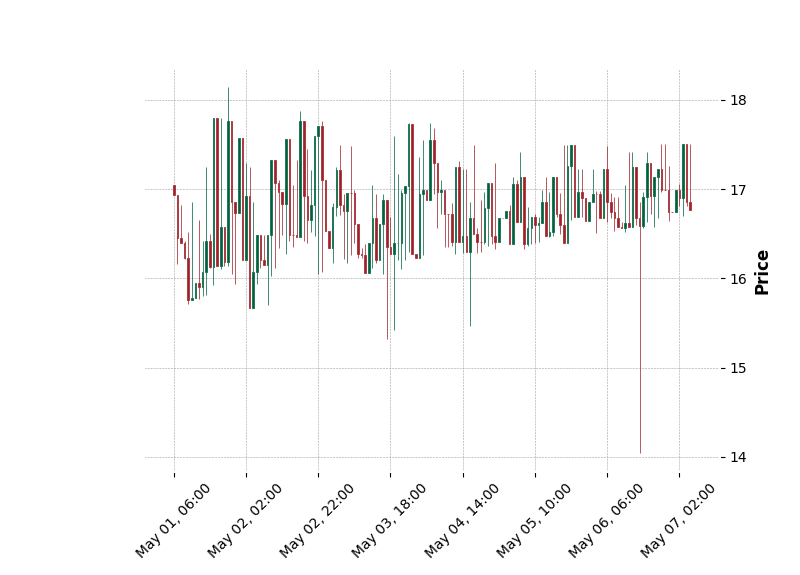 18
17
16
15
14
Price
May 01, 06:00
May 02, 02:00
May 02, 22:00
May 03, 18:00
May 04, 14:00
May 05, 10:00
May 06, 06:00
May 07, 02:00